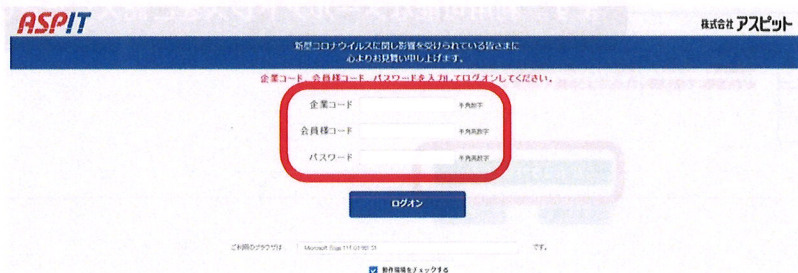 ASPIT
株式会社 アスピット
新型コロナウイルスに関し影響を受けられている皆さまに
心よりお見舞い申し上げます。
企業コード、会員様コード、パスワードを入力してログオンしてください。
企業コード 半角数字
会員様コード 半角英数字
パスワード 半角英数字
ログオン
ご利用のブラウザは Microsoft Edge です。
動作環境をチェックする